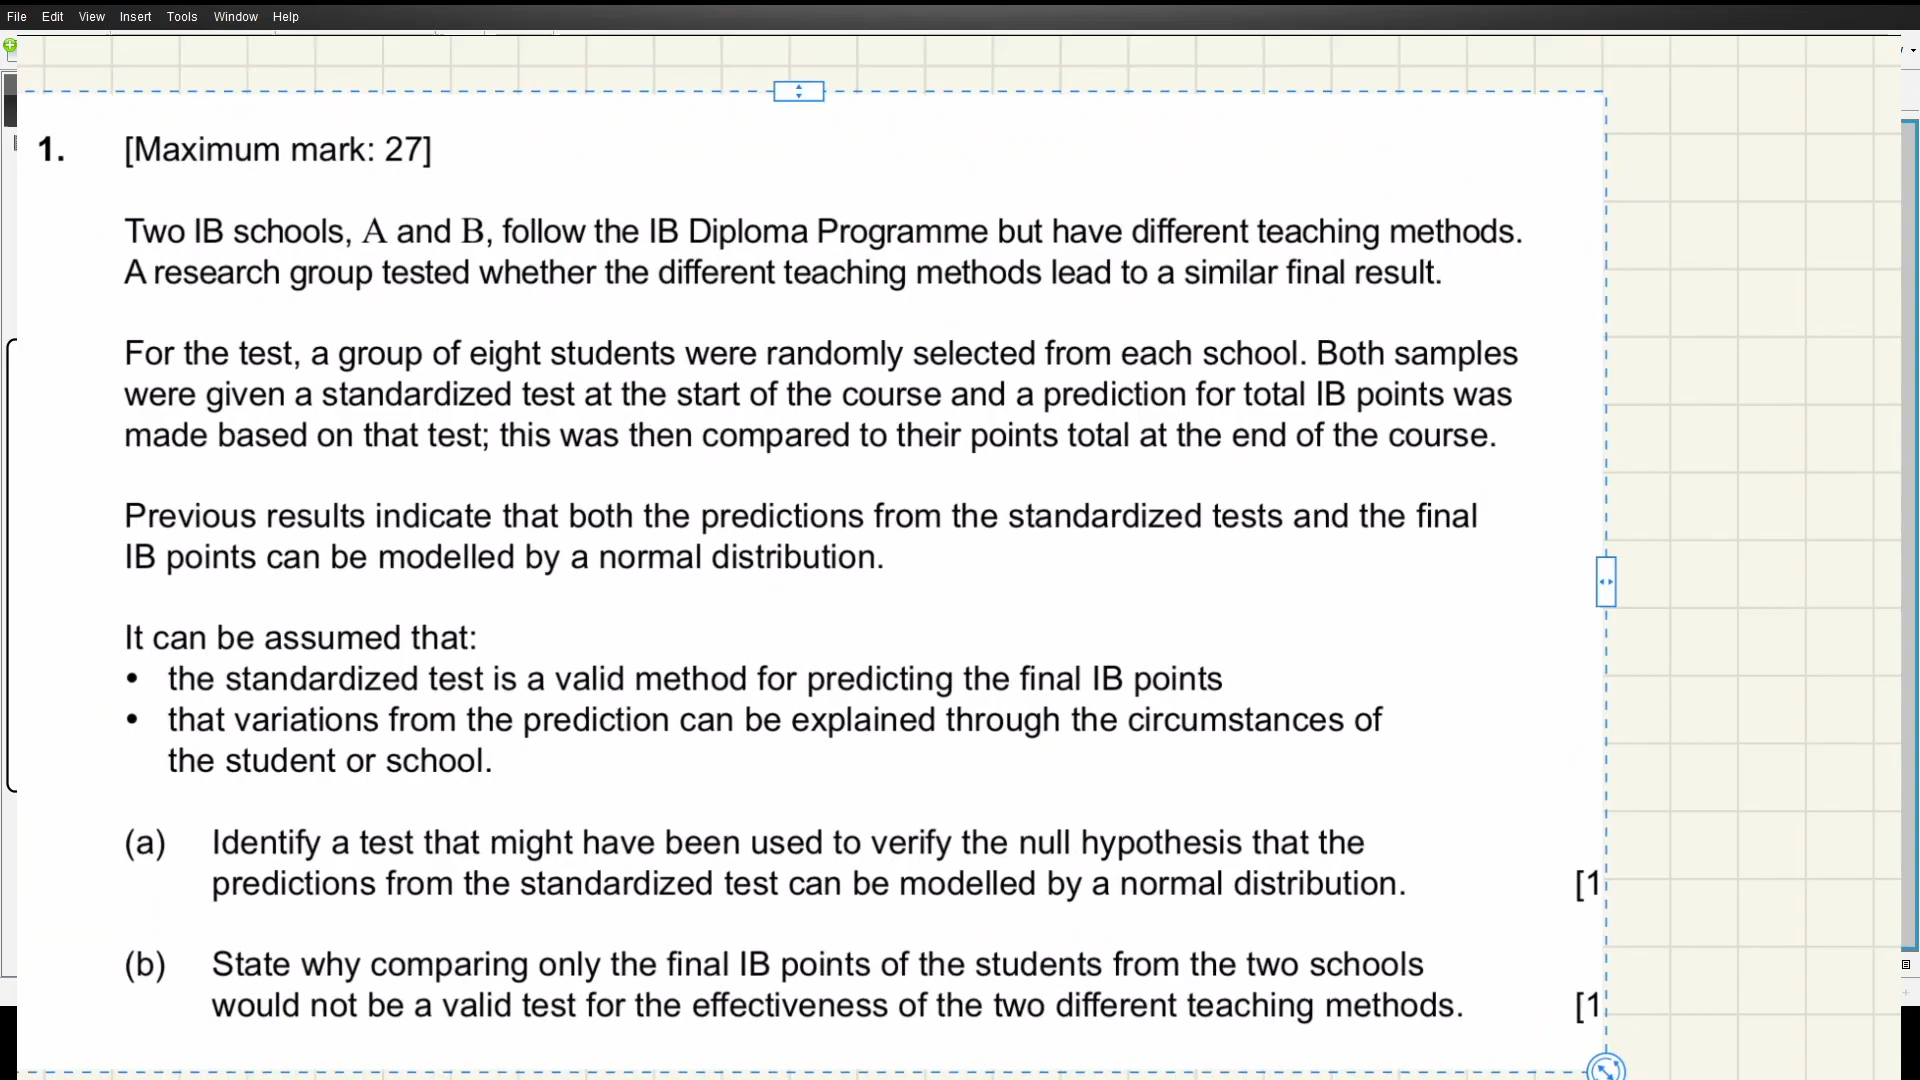 File Edit View Insert Tools Window Help
1. [Maximum mark: 27]
Two IB schools, A and B, follow the IB Diploma Programme but have different teaching methods.
A research group tested whether the different teaching methods lead to a similar final result.
For the test, a group of eight students were randomly selected from each school. Both samples
were given a standardized test at the start of the course and a prediction for total IB points was
made based on that test; this was then compared to their points total at the end of the course.
Previous results indicate that both the predictions from the standardized tests and the final
IB points can be modelled by a normal distribution.
It can be assumed that:
• the standardized test is a valid method for predicting the final IB points
• that variations from the prediction can be explained through the circumstances of
the student or school.
(a) Identify a test that might have been used to verify the null hypothesis that the
predictions from the standardized test can be modelled by a normal distribution. [1
(b) State why comparing only the final IB points of the students from the two schools
would not be a valid test for the effectiveness of the two different teaching methods. [1